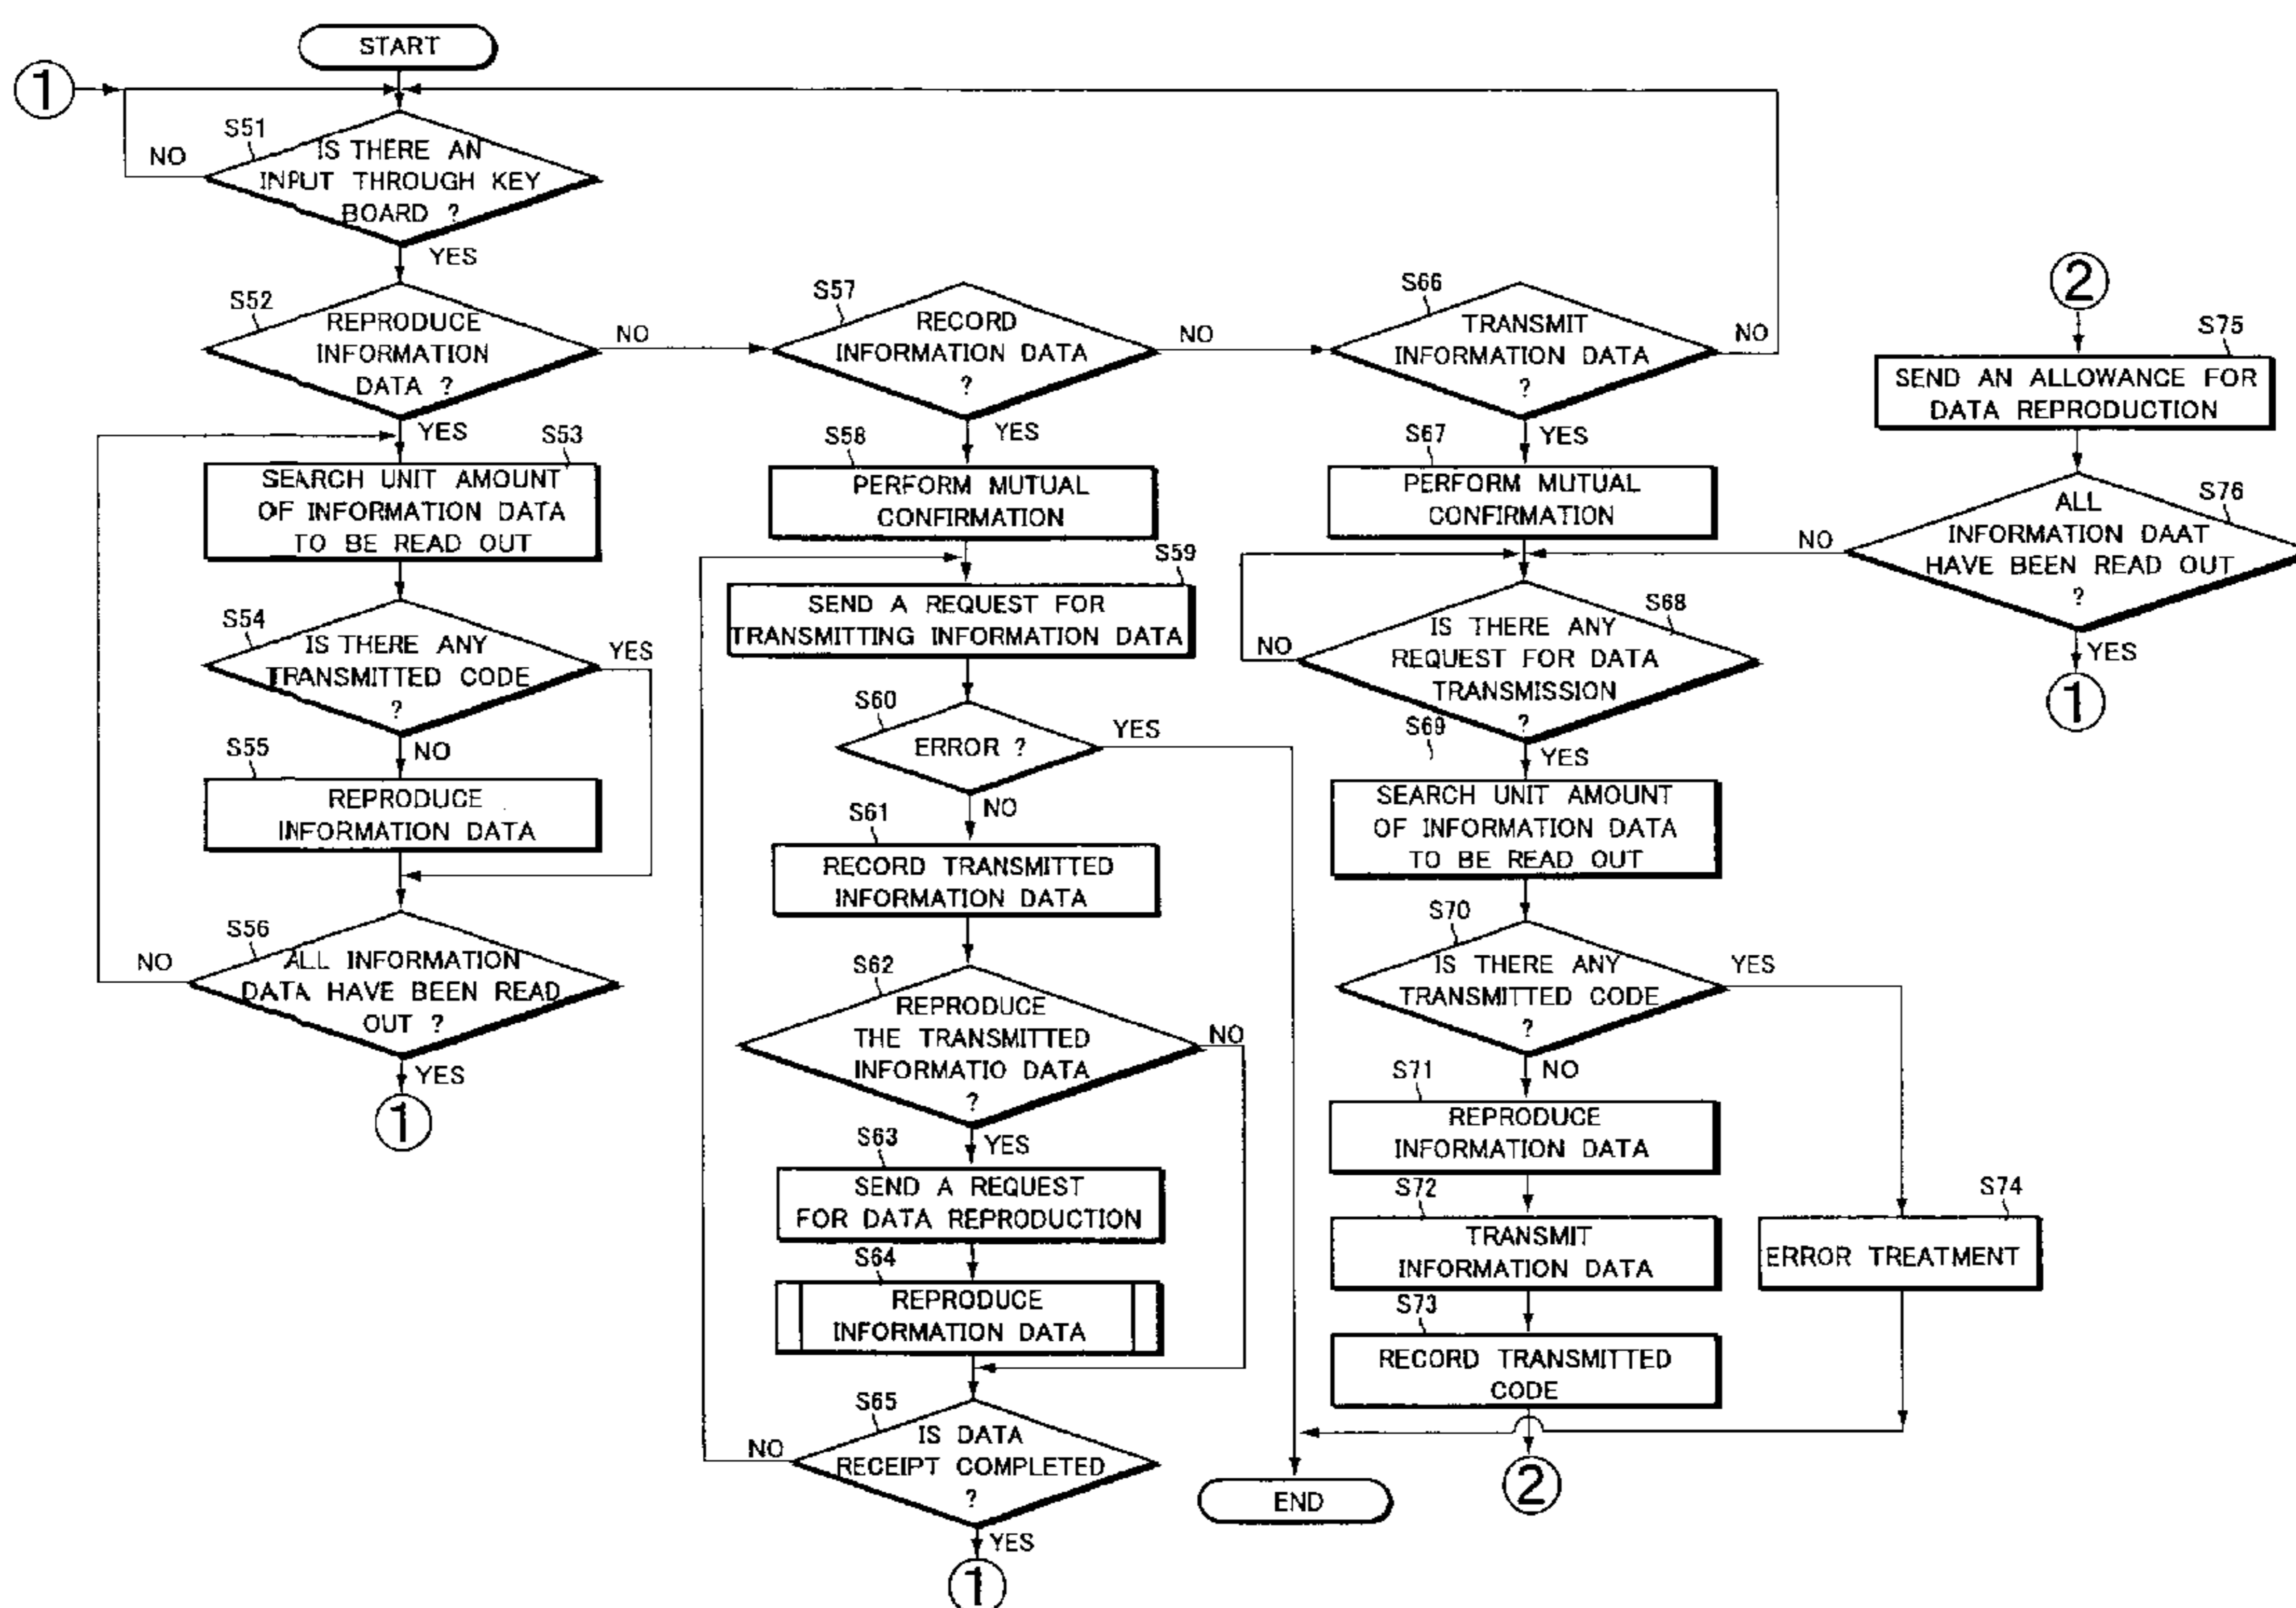 START
1
S51
IS THERE AN
INPUT THROUGH KEY
BOARD ?
NO
YES
S52
REPRODUCE
INFORMATION
DATA ?
NO
YES
S53
SEARCH UNIT AMOUNT
OF INFORMATION DATA
TO BE READ OUT
S54
IS THERE ANY
TRANSMITTED CODE
?
YES
NO
S55
REPRODUCE
INFORMATION DATA
S56
ALL INFORMATION
DATA HAVE BEEN READ
OUT ?
NO
YES
1
S57
RECORD
INFORMATION DATA
?
NO
YES
S58
PERFORM MUTUAL
CONFIRMATION
S59
SEND A REQUEST FOR
TRANSMITTING INFORMATION DATA
S60
ERROR ?
YES
NO
S61
RECORD TRANSMITTED
INFORMATION DATA
S62
REPRODUCE
THE TRANSMITTED
INFORMATIO DATA
?
NO
YES
S63
SEND A REQUEST
FOR DATA REPRODUCTION
S64
REPRODUCE
INFORMATION DATA
S65
IS DATA
RECEIPT COMPLETED
?
NO
YES
1
END
S66
TRANSMIT
INFORMATION DATA
?
NO
YES
S67
PERFORM MUTUAL
CONFIRMATION
S68
IS THERE ANY
REQUEST FOR DATA
TRANSMISSION
?
NO
YES
S69
SEARCH UNIT AMOUNT
OF INFORMATION DATA
TO BE READ OUT
S70
IS THERE ANY
TRANSMITTED CODE
?
YES
NO
S71
REPRODUCE
INFORMATION DATA
S72
TRANSMIT
INFORMATION DATA
S73
RECORD TRANSMITTED
CODE
2
S74
ERROR TREATMENT
2
S75
SEND AN ALLOWANCE FOR
DATA REPRODUCTION
S76
ALL
INFORMATION DAAT
HAVE BEEN READ OUT
?
NO
YES
1